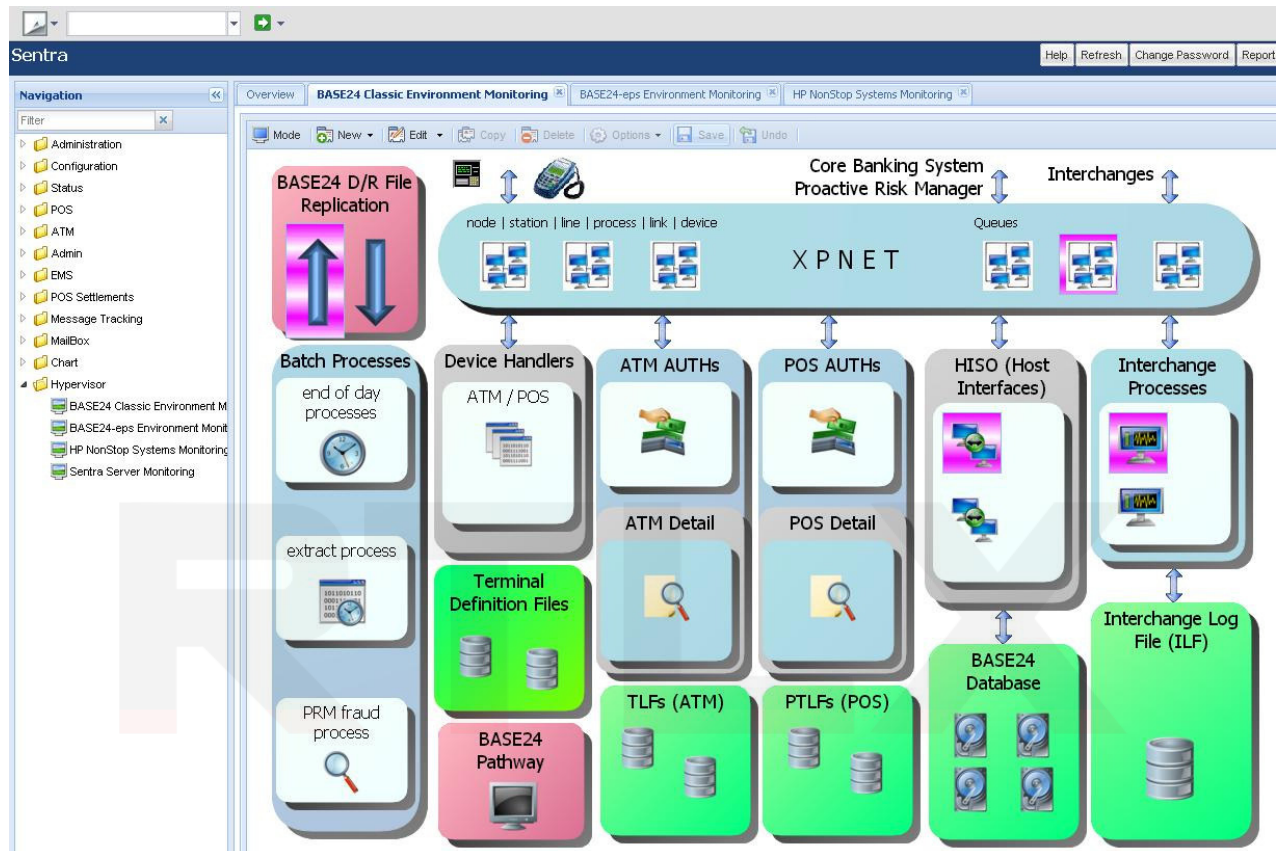 Sentra
Help Refresh Change Password Report
Navigation
Filter
Administration
Configuration
Status
POS
ATM
Admin
EMS
POS Settlements
Message Tracking
MailBox
Chart
Hypervisor
BASE24 Classic Environment M
BASE24-eps Environment Monit
HP NonStop Systems Monitoring
Sentra Server Monitoring
Overview BASE24 Classic Environment Monitoring BASE24-eps Environment Monitoring HP NonStop Systems Monitoring
Mode New Edit Copy Delete Options Save Undo
BASE24 D/R File
Replication
Core Banking System
Proactive Risk Manager
Interchanges
node | station | line | process | link | device
XPNET
Queues
Batch Processes
end of day
processes
extract process
PRM fraud
process
Device Handlers
ATM / POS
Terminal
Definition Files
BASE24
Pathway
ATM AUTHs
ATM Detail
TLFs (ATM)
POS AUTHs
POS Detail
PTLFs (POS)
HISO (Host
Interfaces)
BASE24
Database
Interchange
Processes
Interchange Log
File (ILF)
RTLX